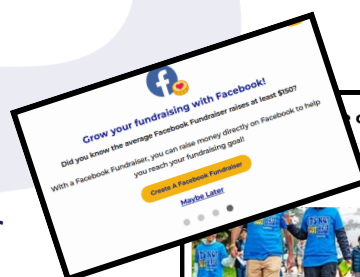 Grow your fundraising with Facebook!
Did you know the average Facebook Fundraiser raises at least $150?
With a Facebook Fundraiser, you can raise money directly on Facebook to help
you reach your fundraising goal!
Create A Facebook Fundraiser
Maybe Later